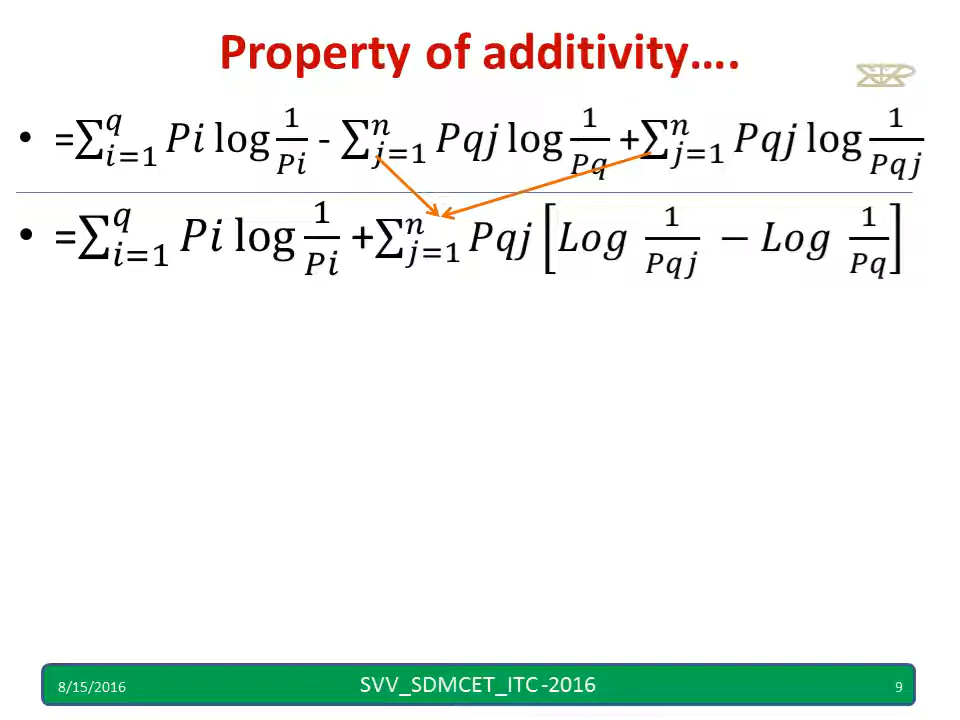 Property of additivity….
• =∑_{i=1}^{q} Pi log 1/Pi - ∑_{j=1}^{n} Pqj log 1/Pq +∑_{j=1}^{n} Pqj log 1/Pqj
• =∑_{i=1}^{q} Pi log 1/Pi +∑_{j=1}^{n} Pqj [Log 1/Pqj − Log 1/Pq]
8/15/2016 SVV_SDMCET_ITC -2016 9